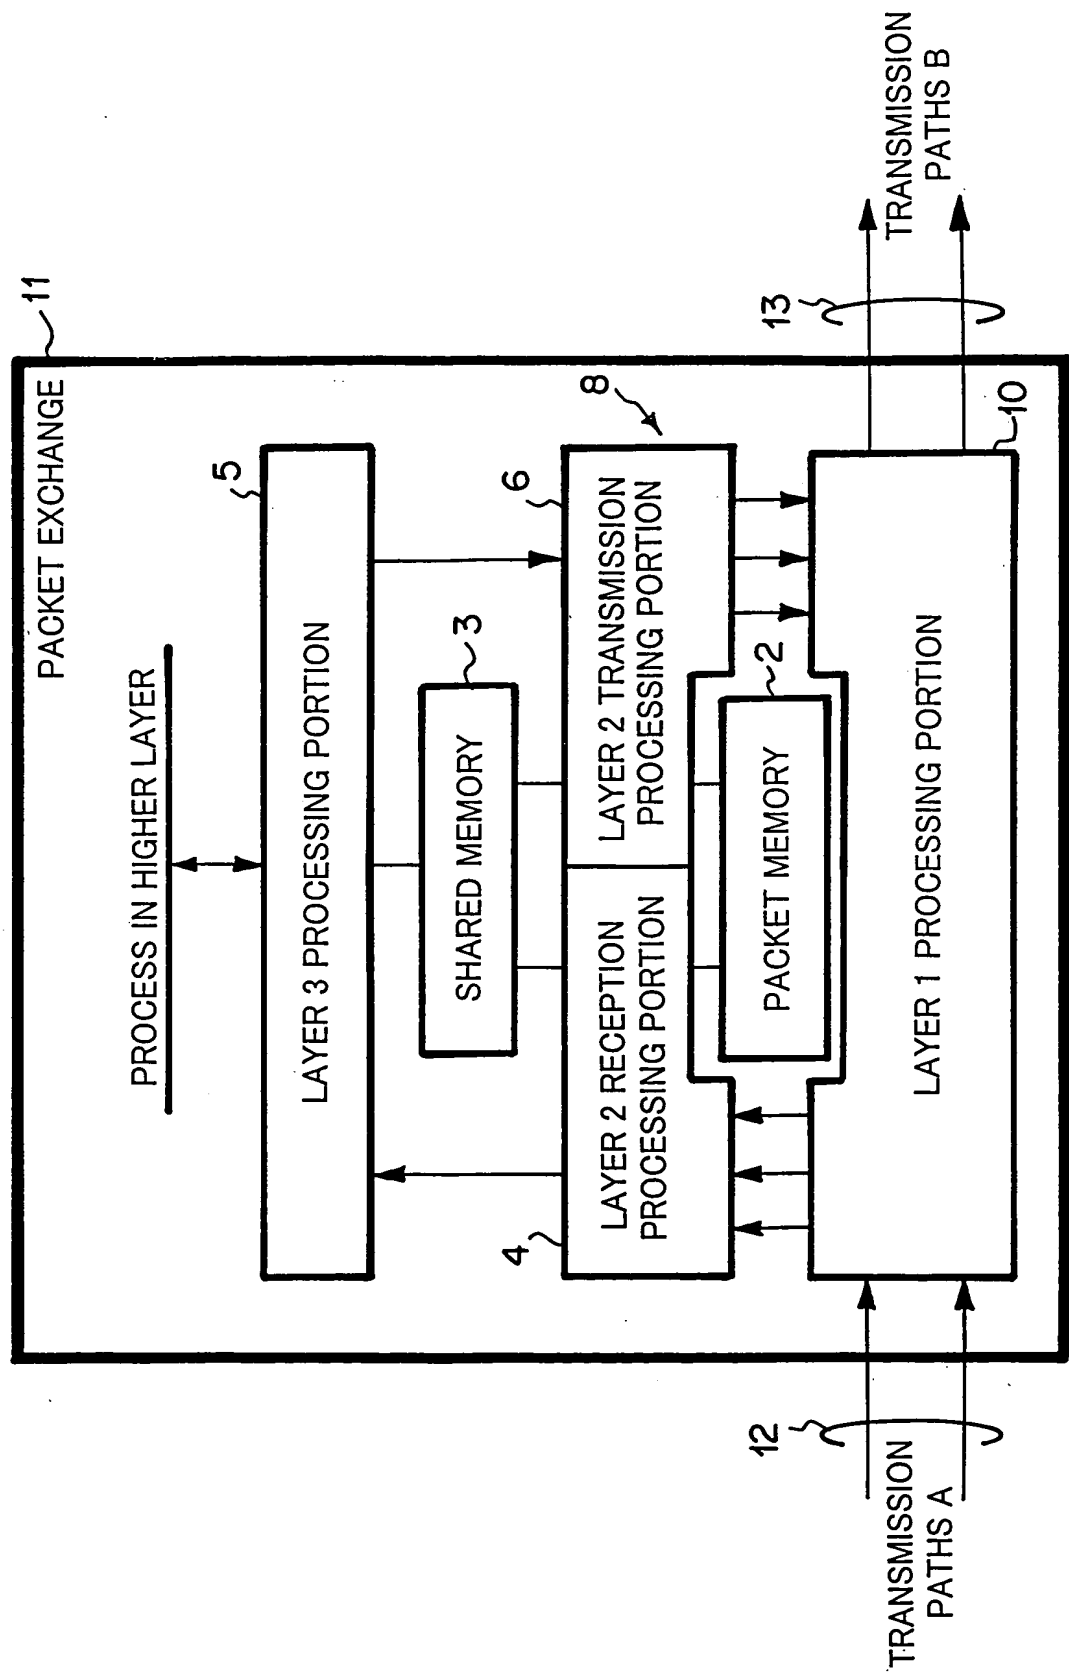 PACKET EXCHANGE
11
PROCESS IN HIGHER LAYER
5
LAYER 3 PROCESSING PORTION
3
SHARED MEMORY
8
4
6
LAYER 2 RECEPTION
PROCESSING PORTION
LAYER 2 TRANSMISSION
PROCESSING PORTION
2
PACKET MEMORY
10
LAYER 1 PROCESSING PORTION
12
TRANSMISSION
PATHS A
13
TRANSMISSION
PATHS B